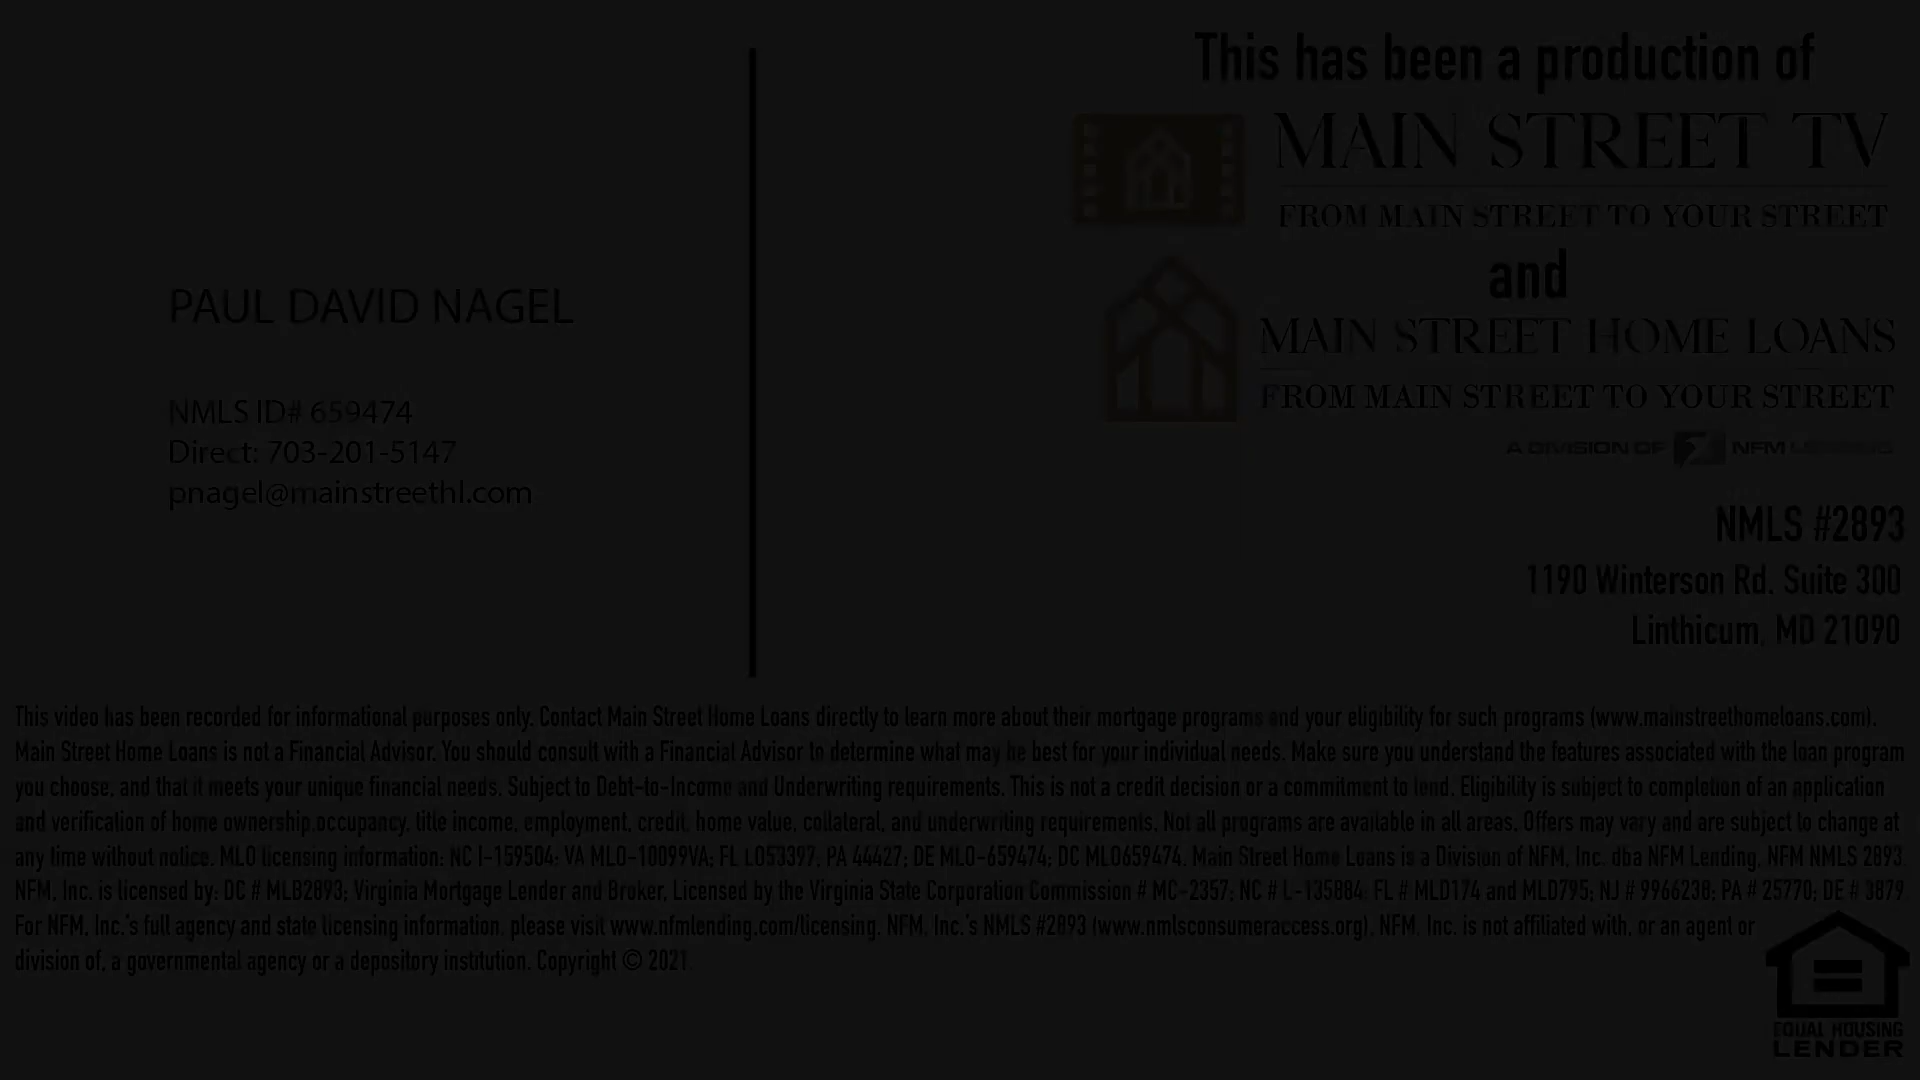 PAUL DAVID NAGEL
NMLS ID# 659474
Direct: 703-201-5147
pnagel@mainstreethl.com
This has been a production of
MAIN STREET TV
FROM MAIN STREET TO YOUR STREET
and
MAIN STREET HOME LOANS
FROM MAIN STREET TO YOUR STREET
A DIVISION OF NFM LENDING
NMLS #2893
1190 Winterson Rd. Suite 300
Linthicum, MD 21090
This video has been recorded for informational purposes only. Contact Main Street Home Loans directly to learn more about their mortgage programs and your eligibility for such programs (www.mainstreethomeloans.com).
Main Street Home Loans is not a Financial Advisor. You should consult with a Financial Advisor to determine what may be best for your individual needs. Make sure you understand the features associated with the loan program
you choose, and that it meets your unique financial needs. Subject to Debt-to-Income and Underwriting requirements. This is not a credit decision or a commitment to lend. Eligibility is subject to completion of an application
and verification of home ownership,occupancy, title income, employment, credit, home value, collateral, and underwriting requirements. Not all programs are available in all areas. Offers may vary and are subject to change at
any time without notice. MLO licensing information: NC I-159504; VA MLO-10099VA; FL LO53397; PA 44427; DE MLO-659474; DC MLO659474. Main Street Home Loans is a Division of NFM, Inc. dba NFM Lending, NFM NMLS 2893.
NFM, Inc. is licensed by: DC # MLB2893; Virginia Mortgage Lender and Broker, Licensed by the Virginia State Corporation Commission # MC-2357; NC # L-135884; FL # MLD174 and MLD795; NJ # 9966238; PA # 25770; DE # 3879.
For NFM, Inc.'s full agency and state licensing information, please visit www.nfmlending.com/licensing. NFM, Inc.'s NMLS #2893 (www.nmlsconsumeraccess.org). NFM, Inc. is not affiliated with, or an agent or
division of, a governmental agency or a depository institution. Copyright © 2021.
EQUAL HOUSING
LENDER